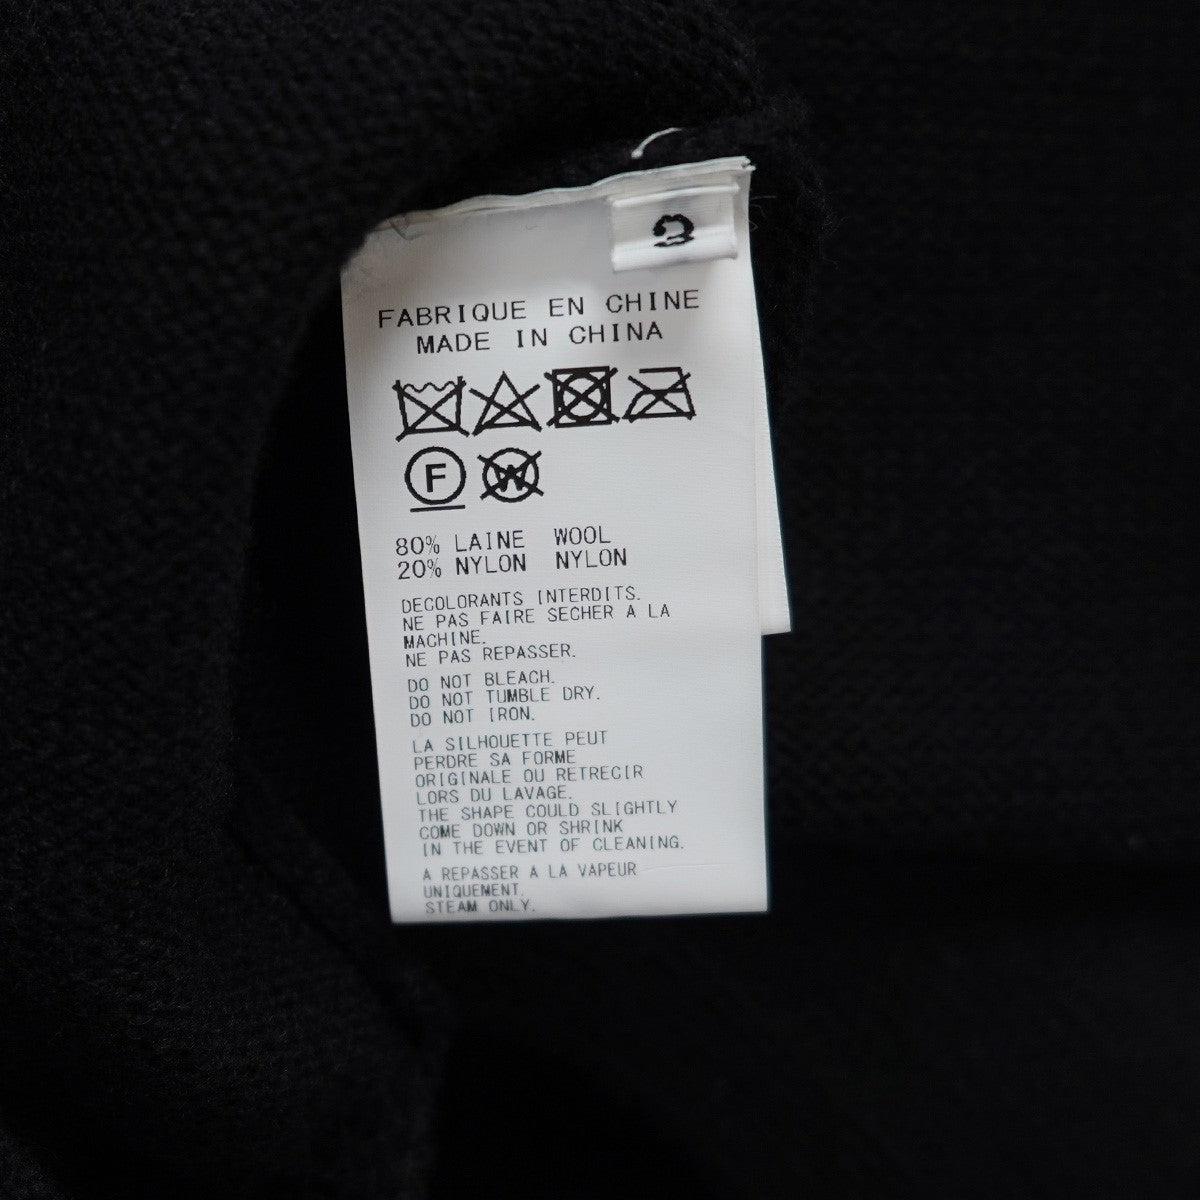 3
FABRIQUE EN CHINE
MADE IN CHINA
F W
80% LAINE WOOL
20% NYLON NYLON
DECOLORANTS INTERDITS.
NE PAS FAIRE SECHER A LA
MACHINE.
NE PAS REPASSER.
DO NOT BLEACH.
DO NOT TUMBLE DRY.
DO NOT IRON.
LA SILHOUETTE PEUT
PERDRE SA FORME
ORIGINALE OU RETRECIR
LORS DU LAVAGE.
THE SHAPE COULD SLIGHTLY
COME DOWN OR SHRINK
IN THE EVENT OF CLEANING.
A REPASSER A LA VAPEUR
UNIQUEMENT.
STEAM ONLY.